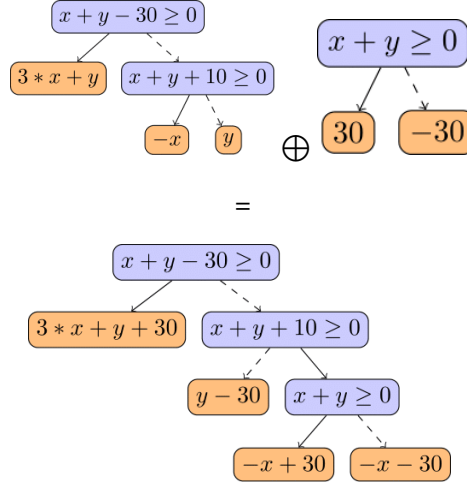 x + y − 30 ≥ 0
3 ∗ x + y
x + y + 10 ≥ 0
−x
y
⊕
x + y ≥ 0
30
−30
=
x + y − 30 ≥ 0
3 ∗ x + y + 30
x + y + 10 ≥ 0
y − 30
x + y ≥ 0
−x + 30
−x − 30